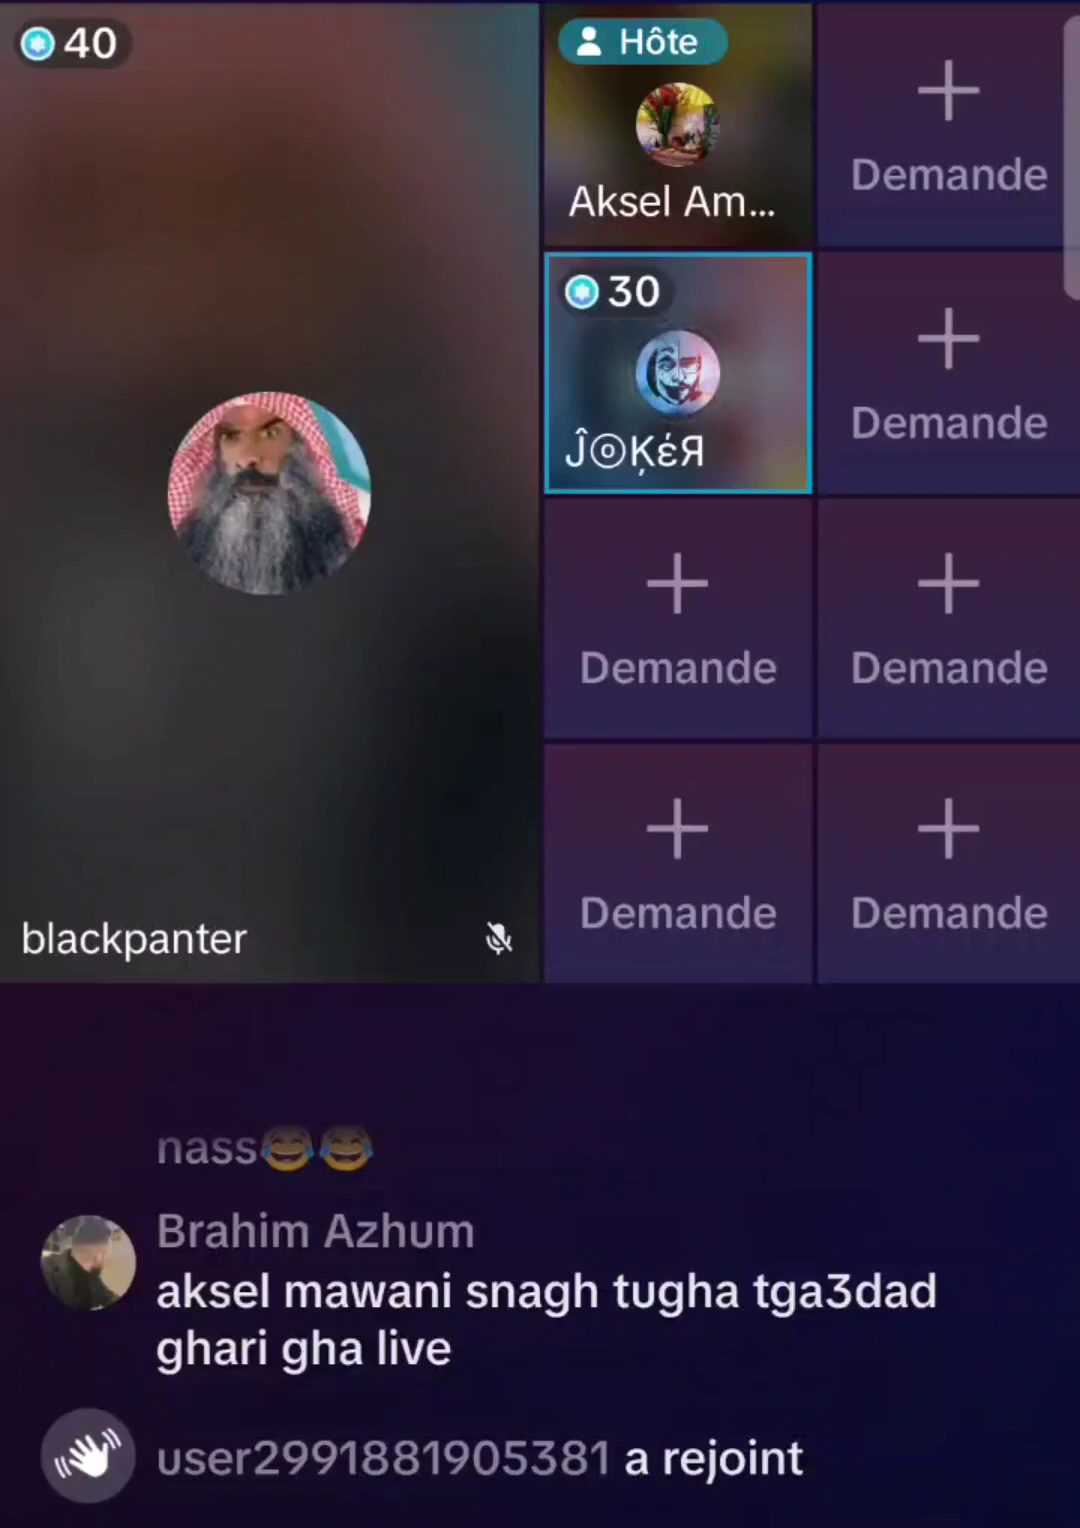 40
Hôte
Aksel Am...
Demande
30
ĴⓞĶέЯ
Demande
Demande
Demande
Demande
Demande
blackpanter
nass😂😂
Brahim Azhum
aksel mawani snagh tugha tga3dad
ghari gha live
user2991881905381 a rejoint